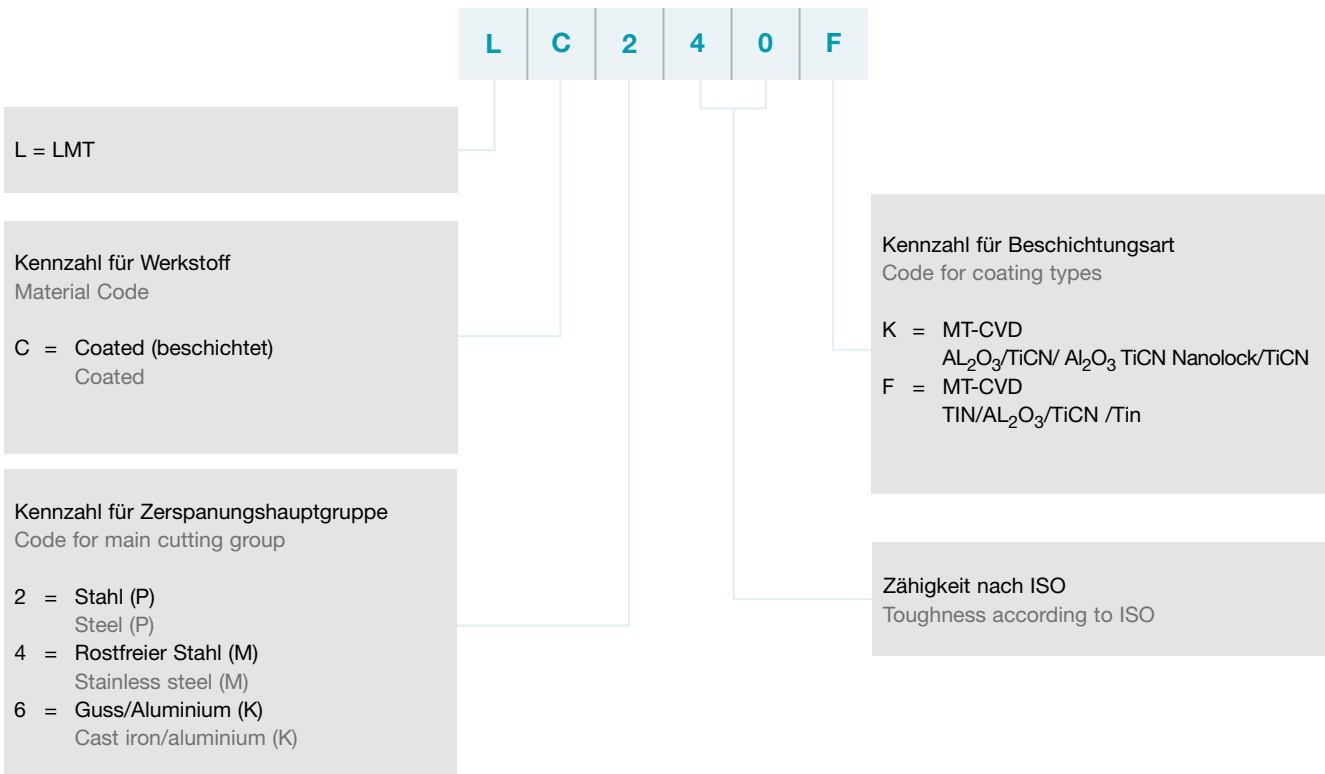 L C 2 4 0 F
L = LMT
Kennzahl für Werkstoff
Material Code
C = Coated (beschichtet)
Coated
Kennzahl für Zerspanungshauptgruppe
Code for main cutting group
2 = Stahl (P)
Steel (P)
4 = Rostfreier Stahl (M)
Stainless steel (M)
6 = Guss/Aluminium (K)
Cast iron/aluminium (K)
Kennzahl für Beschichtungsart
Code for coating types
K = MT-CVD
AL₂O₃/TiCN/ Al₂O₃ TiCN Nanolock/TiCN
F = MT-CVD
TIN/AL₂O₃/TiCN /Tin
Zähigkeit nach ISO
Toughness according to ISO